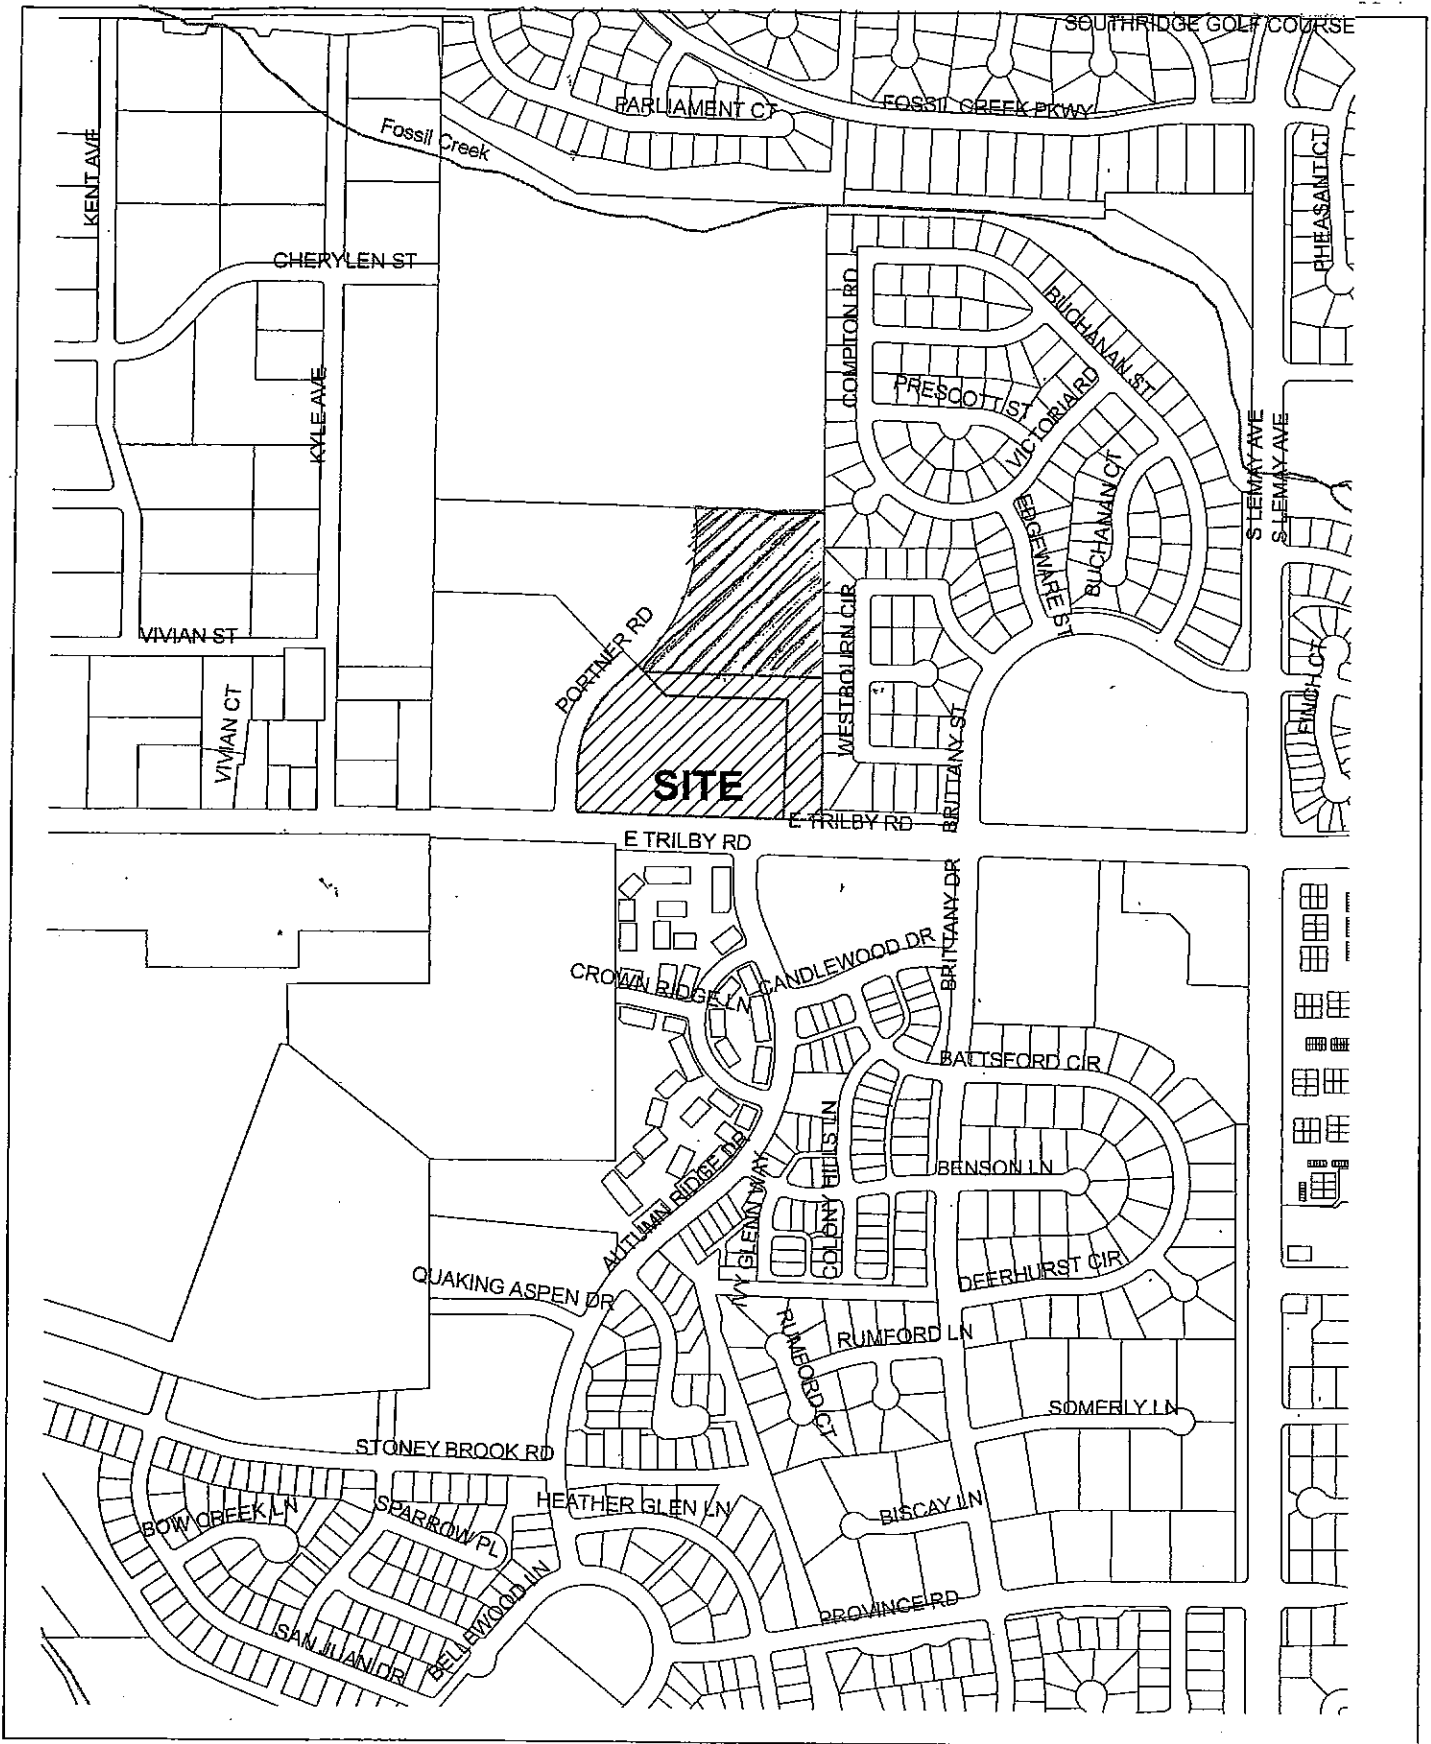 SOUTHRIDGE GOLF COURSE
PARLIAMENT CT
FOSSIL CREEK PKWY
Fossil Creek
KENT AVE
PHEASANT CT
CHERYLEN ST
COMPTON RD
BUCHANAN ST
KYLE AVE
PRESCOTT ST
VICTORIA RD
S LEMAY AVE
S LEMAY AVE
BUCHANAN CT
EDGEWARE ST
VIVIAN ST
PORTNER RD
WESTBOURN CIR
FINCH CT
VIVIAN CT
BRITTANY ST
SITE
E TRILBY RD
E TRILBY RD
BRITTANY DR
CANDLEWOOD DR
CROWN RIDGE LN
BATTSFORD CIR
AUTUMN RIDGE DR
IVY GLENN WAY
COLONY HILLS LN
BENSON LN
QUAKING ASPEN DR
DEERHURST CIR
RUMFORD CT
RUMFORD LN
SOMERLY LN
STONEY BROOK RD
BOW CREEK LN
SPARROW PL
HEATHER GLEN LN
BISCAY LN
PROVINCE RD
SAN JUAN DR
BELLEWOOD LN